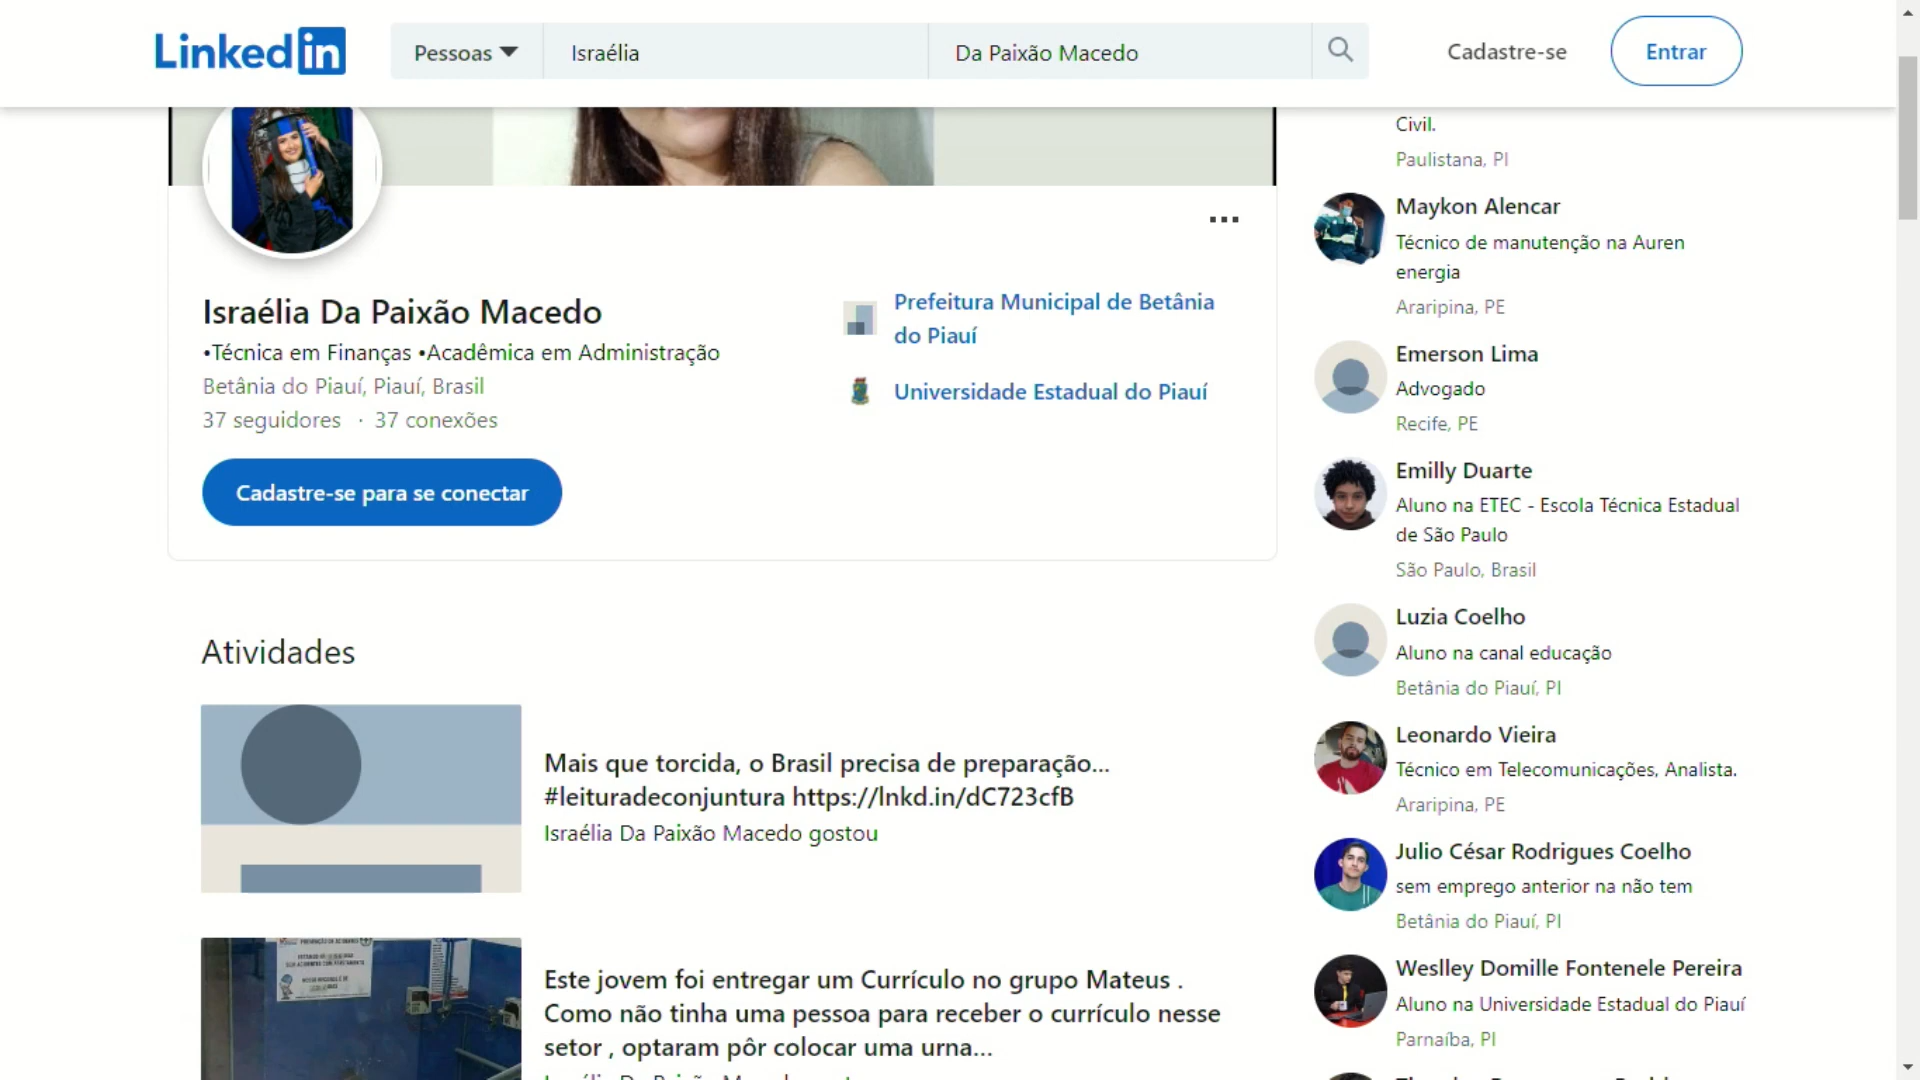 Linked in
Pessoas
Israélia
Da Paixão Macedo
Cadastre-se
Entrar
Israélia Da Paixão Macedo
•Técnica em Finanças •Acadêmica em Administração
Betânia do Piauí, Piauí, Brasil
37 seguidores · 37 conexões
Cadastre-se para se conectar
Prefeitura Municipal de Betânia
do Piauí
Universidade Estadual do Piauí
Atividades
Mais que torcida, o Brasil precisa de preparação...
#leituradeconjuntura https://lnkd.in/dC723cfB
Israélia Da Paixão Macedo gostou
Este jovem foi entregar um Currículo no grupo Mateus .
Como não tinha uma pessoa para receber o currículo nesse
setor , optaram pôr colocar uma urna...
Civil.
Paulistana, PI
Maykon Alencar
Técnico de manutenção na Auren
energia
Araripina, PE
Emerson Lima
Advogado
Recife, PE
Emilly Duarte
Aluno na ETEC - Escola Técnica Estadual
de São Paulo
São Paulo, Brasil
Luzia Coelho
Aluno na canal educação
Betânia do Piauí, PI
Leonardo Vieira
Técnico em Telecomunicações, Analista.
Araripina, PE
Julio César Rodrigues Coelho
sem emprego anterior na não tem
Betânia do Piauí, PI
Weslley Domille Fontenele Pereira
Aluno na Universidade Estadual do Piauí
Parnaíba, PI